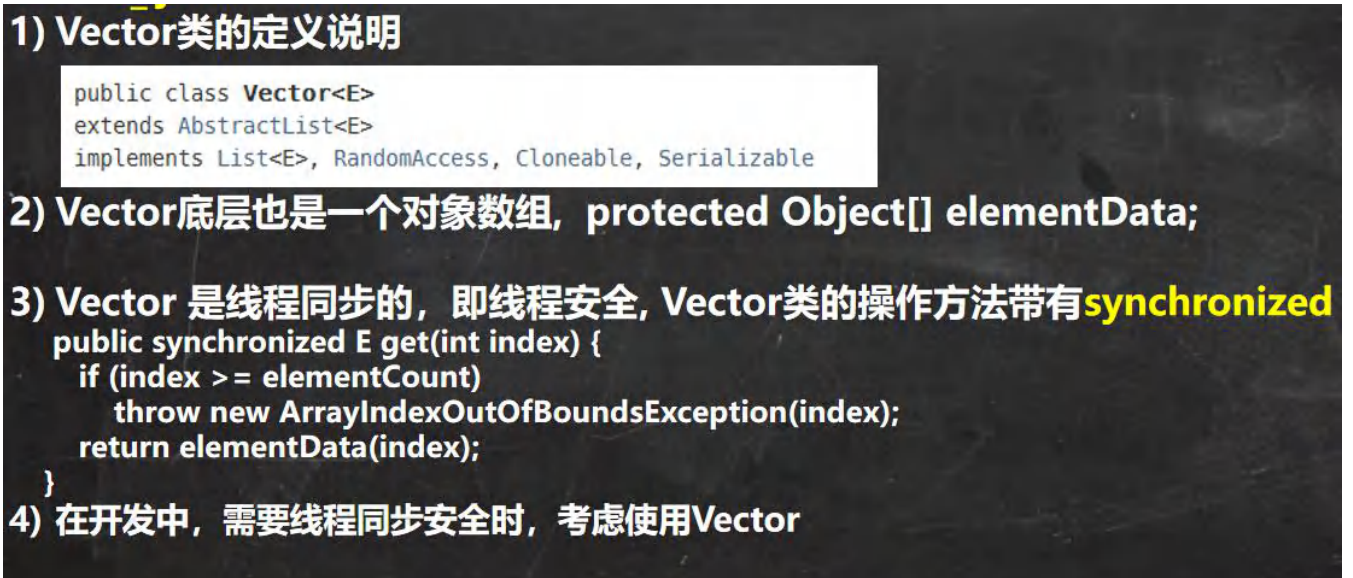 1) Vector类的定义说明
public class Vector<E>
extends AbstractList<E>
implements List<E>, RandomAccess, Cloneable, Serializable
2) Vector底层也是一个对象数组, protected Object[] elementData;
3) Vector 是线程同步的，即线程安全, Vector类的操作方法带有synchronized
public synchronized E get(int index) {
if (index >= elementCount)
throw new ArrayIndexOutOfBoundsException(index);
return elementData(index);
}
4) 在开发中，需要线程同步安全时，考虑使用Vector